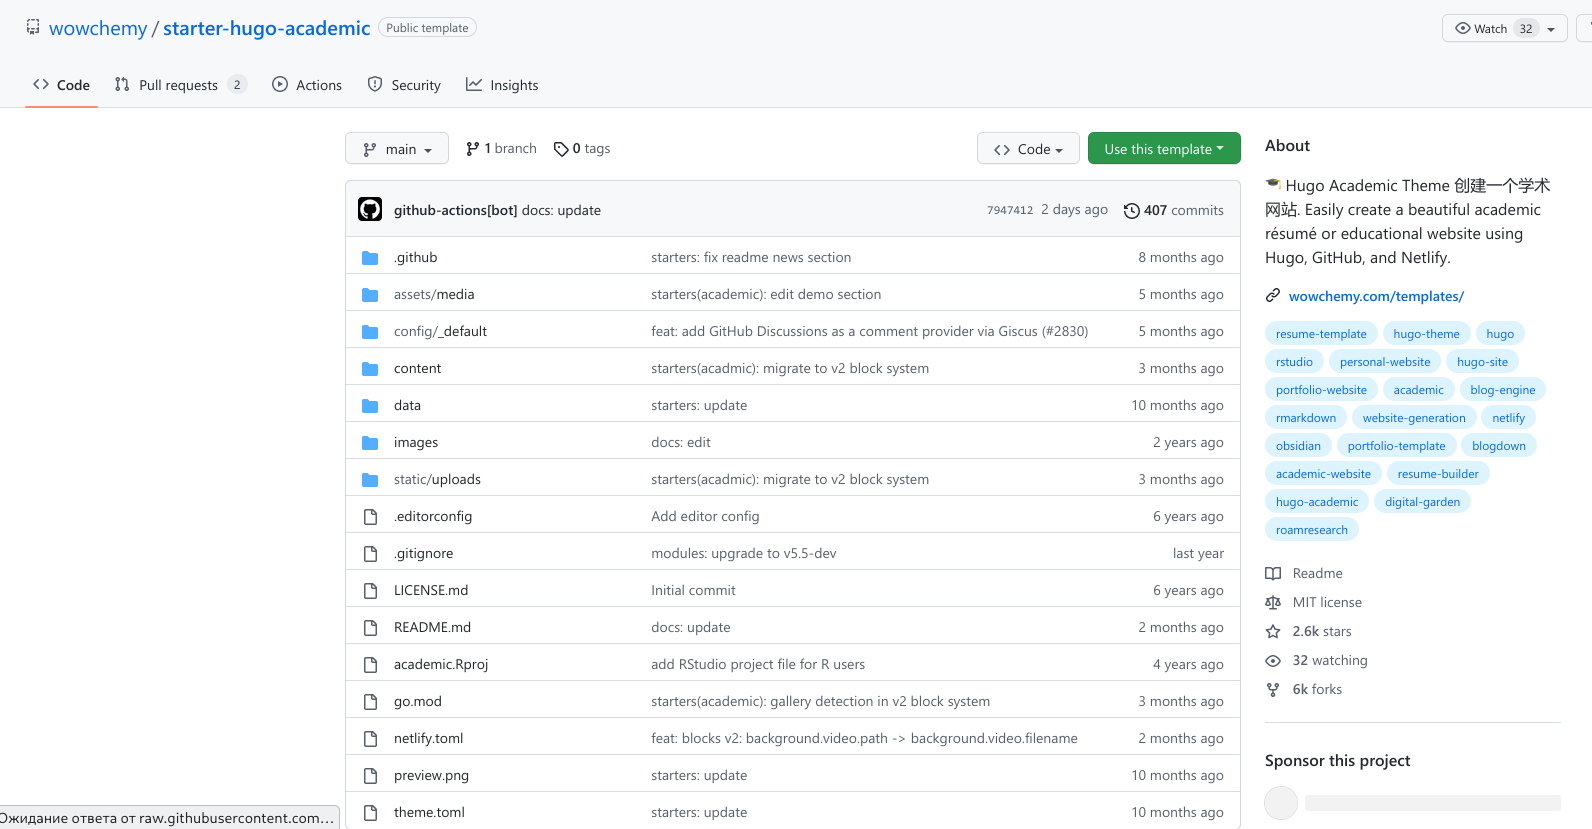 wowchemy / starter-hugo-academic Public template
Watch 32
Code Pull requests 2 Actions Security Insights
main 1 branch 0 tags Code Use this template
github-actions[bot] docs: update 7947412 2 days ago 407 commits
.github starters: fix readme news section 8 months ago
assets/media starters(academic): edit demo section 5 months ago
config/_default feat: add GitHub Discussions as a comment provider via Giscus (#2830) 5 months ago
content starters(acadmic): migrate to v2 block system 3 months ago
data starters: update 10 months ago
images docs: edit 2 years ago
static/uploads starters(acadmic): migrate to v2 block system 3 months ago
.editorconfig Add editor config 6 years ago
.gitignore modules: upgrade to v5.5-dev last year
LICENSE.md Initial commit 6 years ago
README.md docs: update 2 months ago
academic.Rproj add RStudio project file for R users 4 years ago
go.mod starters(academic): gallery detection in v2 block system 3 months ago
netlify.toml feat: blocks v2: background.video.path -> background.video.filename 2 months ago
preview.png starters: update 10 months ago
theme.toml starters: update 10 months ago
About
🎓 Hugo Academic Theme 创建一个学术
网站. Easily create a beautiful academic
résumé or educational website using
Hugo, GitHub, and Netlify.
wowchemy.com/templates/
resume-template hugo-theme hugo
rstudio personal-website hugo-site
portfolio-website academic blog-engine
rmarkdown website-generation netlify
obsidian portfolio-template blogdown
academic-website resume-builder
hugo-academic digital-garden
roamresearch
Readme
MIT license
2.6k stars
32 watching
6k forks
Sponsor this project
Ожидание ответа от raw.githubusercontent.com...